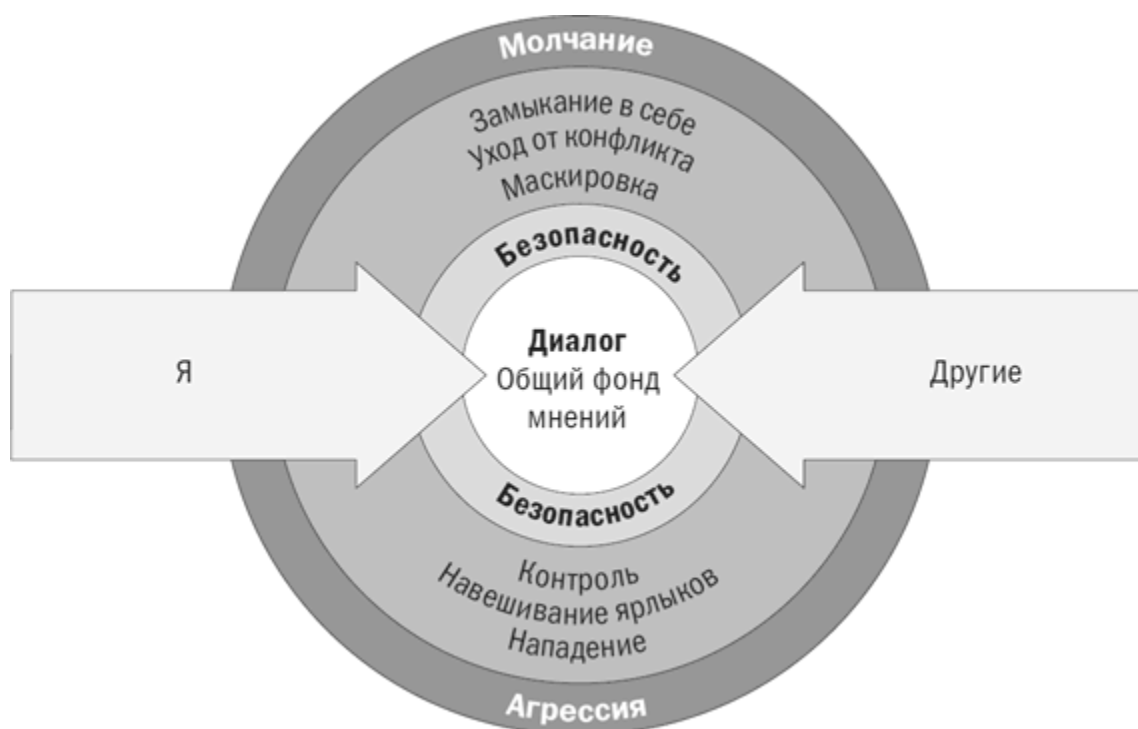 Молчание
Замыкание в себе
Уход от конфликта
Маскировка
Безопасность
Я
Диалог
Общий фонд
мнений
Другие
Безопасность
Контроль
Навешивание ярлыков
Нападение
Агрессия